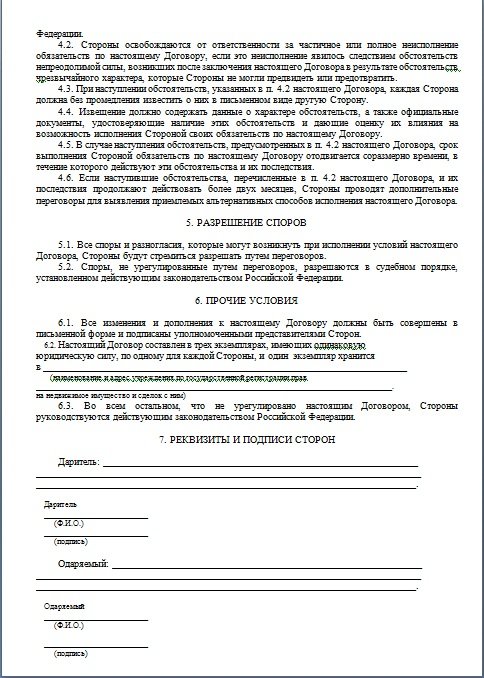 Федерации.
4.2. Стороны освобождаются от ответственности за частичное или полное неисполнение
обязательств по настоящему Договору, если это неисполнение явилось следствием обстоятельств
непреодолимой силы, возникших после заключения настоящего Договора в результате обстоятельств
чрезвычайного характера, которые Стороны не могли предвидеть или предотвратить.
4.3. При наступлении обстоятельств, указанных в п. 4.2 настоящего Договора, каждая Сторона
должна без промедления известить о них в письменном виде другую Сторону.
4.4. Извещение должно содержать данные о характере обстоятельств, а также официальные
документы, удостоверяющие наличие этих обстоятельств и дающие оценку их влияния на
возможность исполнения Стороной своих обязательств по настоящему Договору.
4.5. В случае наступления обстоятельств, предусмотренных в п. 4.2 настоящего Договора, срок
выполнения Стороной обязательств по настоящему Договору отодвигается соразмерно времени, в
течение которого действуют эти обстоятельства и их последствия.
4.6. Если наступившие обстоятельства, перечисленные в п. 4.2 настоящего Договора, и их
последствия продолжают действовать более двух месяцев, Стороны проводят дополнительные
переговоры для выявления приемлемых альтернативных способов исполнения настоящего Договора.
5. РАЗРЕШЕНИЕ СПОРОВ
5.1. Все споры и разногласия, которые могут возникнуть при исполнении условий настоящего
Договора, Стороны будут стремиться разрешать путем переговоров.
5.2. Споры, не урегулированные путем переговоров, разрешаются в судебном порядке,
установленном действующим законодательством Российской Федерации.
6. ПРОЧИЕ УСЛОВИЯ
6.1. Все изменения и дополнения к настоящему Договору должны быть совершены в
письменной форме и подписаны уполномоченными представителями Сторон.
6.2. Настоящий Договор составлен в трех экземплярах, имеющих одинаковую
юридическую силу, по одному для каждой Стороны, и один экземпляр хранится
в
(наименование и адрес учреждения по государственной регистрации прав
на недвижимое имущество и сделок с ним)
6.3. Во всем остальном, что не урегулировано настоящим Договором, Стороны
руководствуются действующим законодательством Российской Федерации.
7. РЕКВИЗИТЫ И ПОДПИСИ СТОРОН
Даритель:
Даритель
(Ф.И.О.)
(подпись)
Одаряемый:
Одаряемый
(Ф.И.О.)
(подпись)